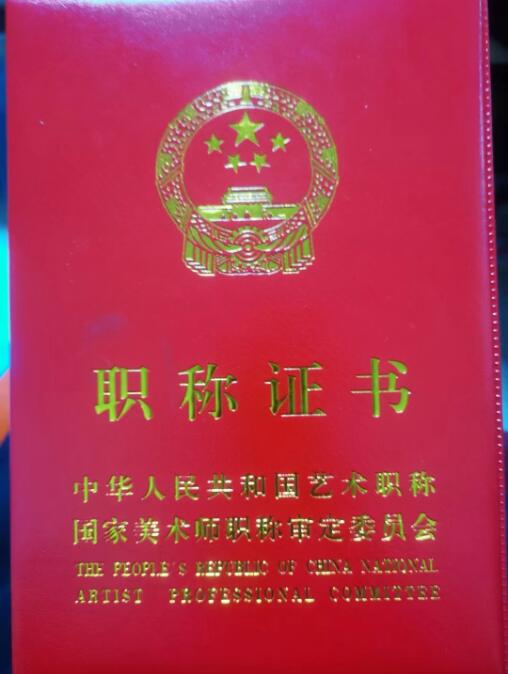 职称证书
中华人民共和国艺术职称
国家美术师职称审定委员会
THE PEOPLE'S REPUBLIC OF CHINA NATIONAL
ARTIST PROFESSIONAL COMMITTEE